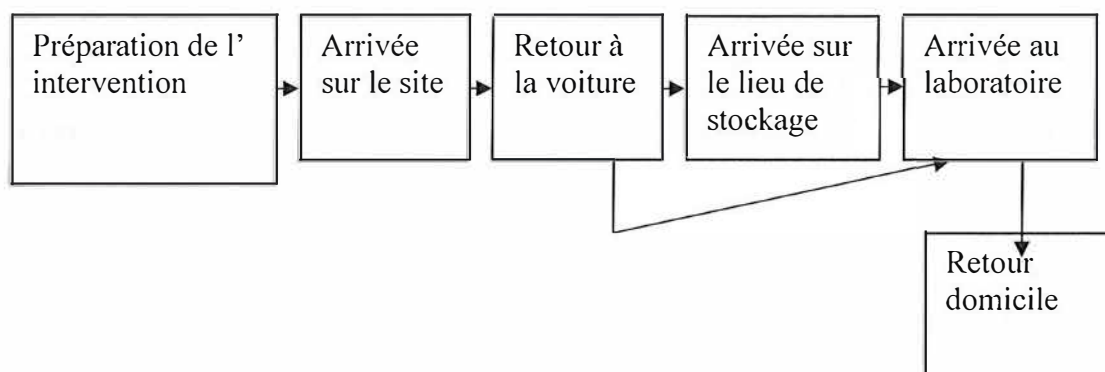 Préparation de l’
intervention
Arrivée
sur le site
Retour à
la voiture
Arrivée sur
le lieu de
stockage
Arrivée au
laboratoire
Retour
domicile